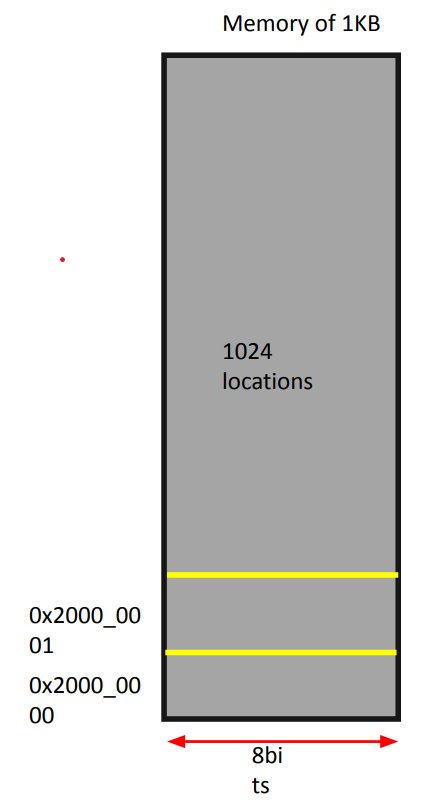 Memory of 1KB
1024
locations
0x2000_00
01
0x2000_00
00
8bi
ts